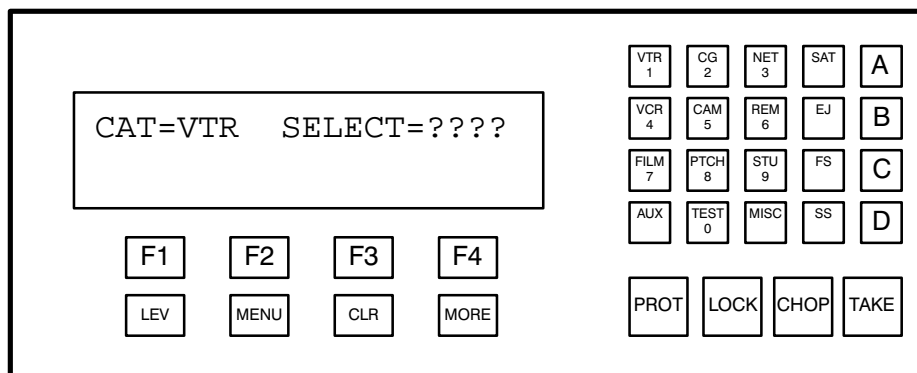 CAT=VTR SELECT=????
F1 F2 F3 F4
LEV MENU CLR MORE
VTR CG NET SAT A
1 2 3
VCR CAM REM EJ B
4 5 6
FILM PTCH STU FS C
7 8 9
AUX TEST MISC SS D
0
PROT LOCK CHOP TAKE